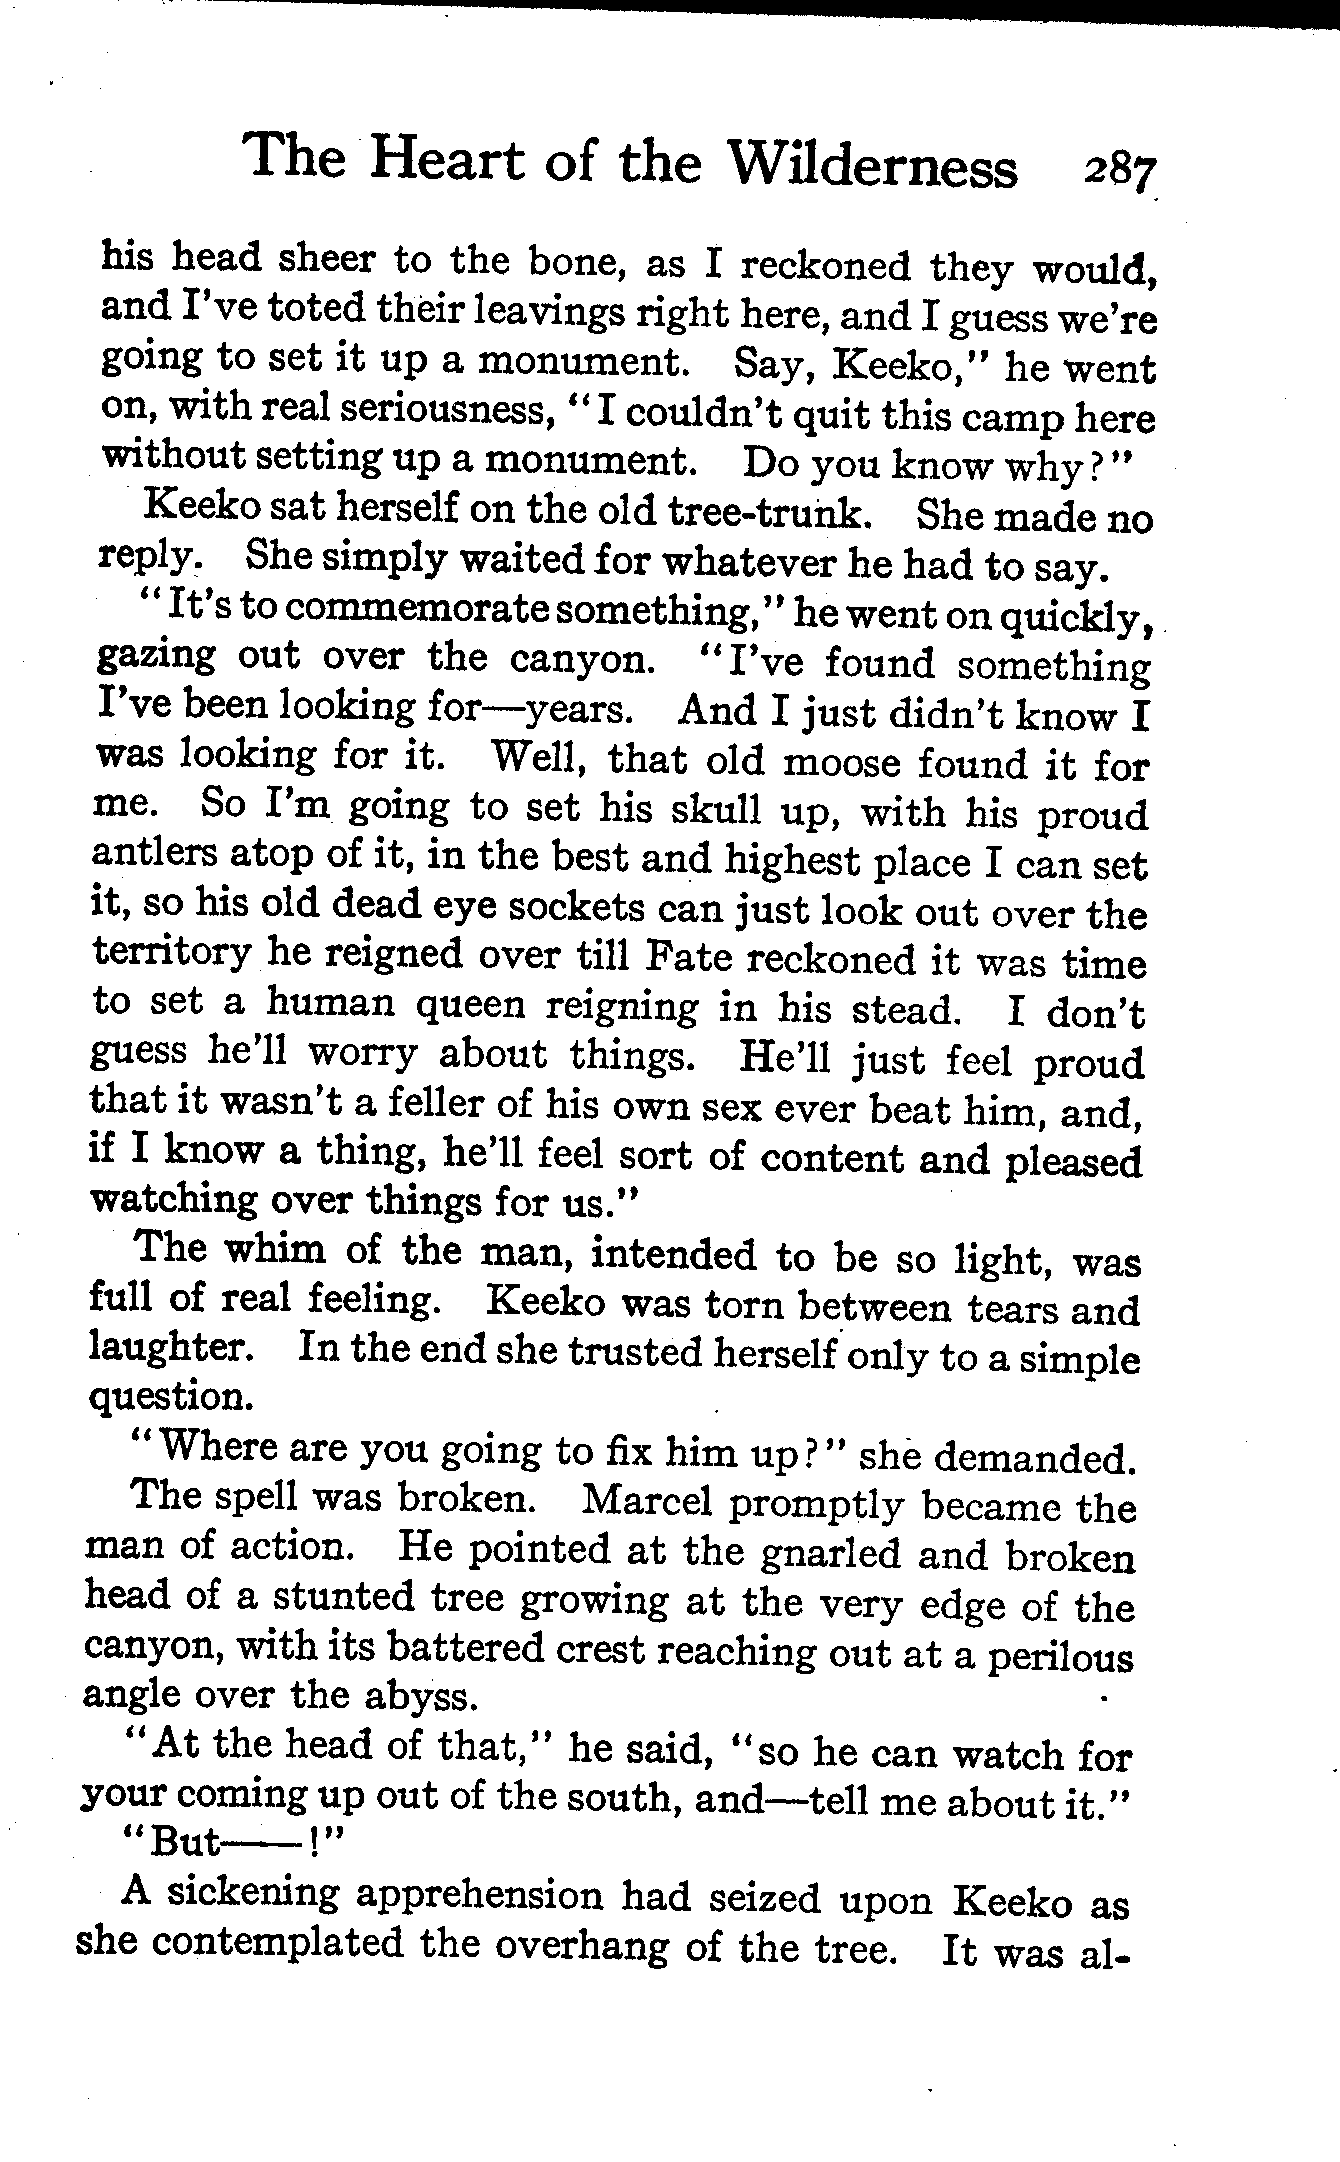 The Heart of the Wilderness 287
his head sheer to the bone, as I reckoned they would,
and I've toted their leavings right here, and I guess we're
going to set it up a monument. Say, Keeko," he went
on, with real seriousness, "I couldn't quit this camp here
without setting up a monument. Do you know why?"
Keeko sat herself on the old tree-trunk. She made no
reply. She simply waited for whatever he had to say.
"It's to commemorate something," he went on quickly,
gazing out over the canyon. "I've found something
I've been looking for—years. And I just didn't know I
was looking for it. Well, that old moose found it for
me. So I'm going to set his skull up, with his proud
antlers atop of it, in the best and highest place I can set
it, so his old dead eye sockets can just look out over the
territory he reigned over till Fate reckoned it was time
to set a human queen reigning in his stead. I don't
guess he'll worry about things. He'll just feel proud
that it wasn't a feller of his own sex ever beat him, and,
if I know a thing, he'll feel sort of content and pleased
watching over things for us."
The whim of the man, intended to be so light, was
full of real feeling. Keeko was torn between tears and
laughter. In the end she trusted herself only to a simple
question.
"Where are you going to fix him up?" she demanded.
The spell was broken. Marcel promptly became the
man of action. He pointed at the gnarled and broken
head of a stunted tree growing at the very edge of the
canyon, with its battered crest reaching out at a perilous
angle over the abyss.
"At the head of that," he said, "so he can watch for
your coming up out of the south, and—tell me about it."
"But——!"
A sickening apprehension had seized upon Keeko as
she contemplated the overhang of the tree. It was al-